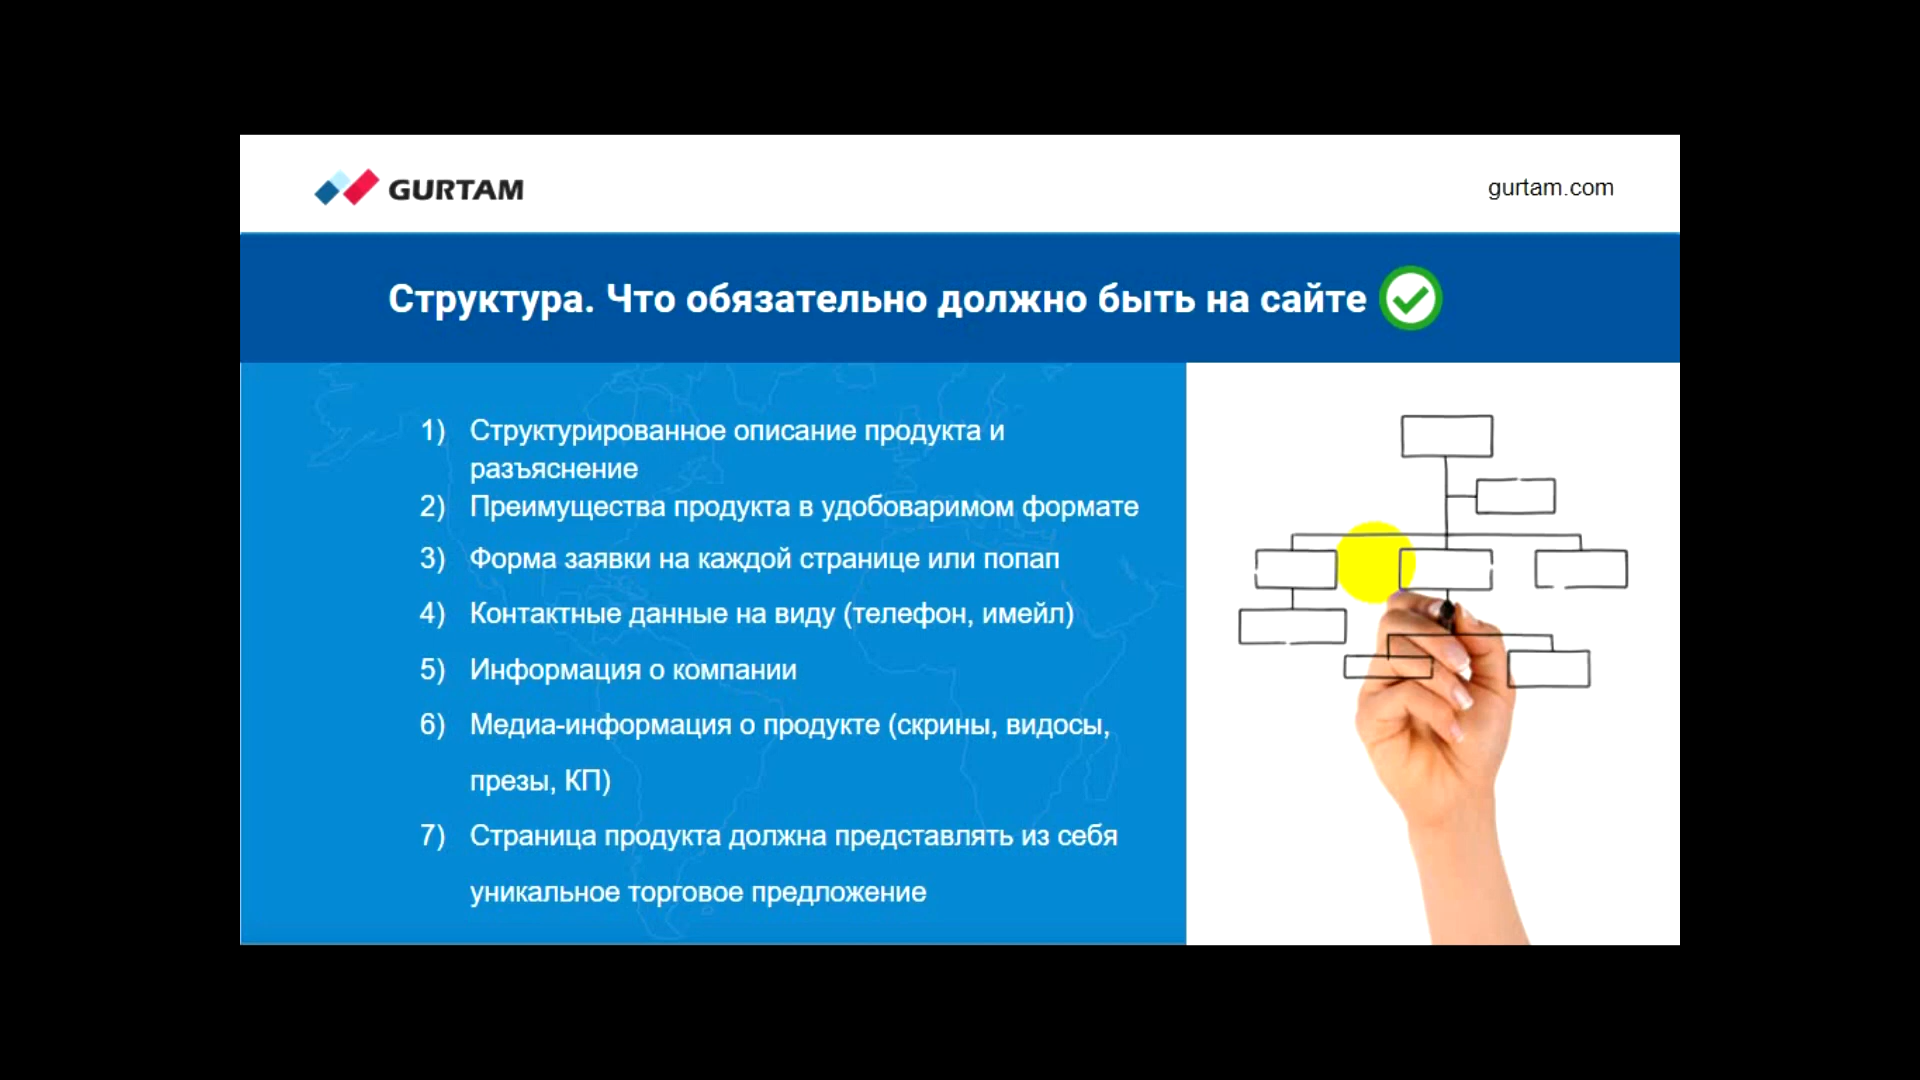 GURTAM
gurtam.com
Структура. Что обязательно должно быть на сайте
1) Структурированное описание продукта и
разъяснение
2) Преимущества продукта в удобоваримом формате
3) Форма заявки на каждой странице или попап
4) Контактные данные на виду (телефон, имейл)
5) Информация о компании
6) Медиа-информация о продукте (скрины, видосы,
презы, КП)
7) Страница продукта должна представлять из себя
уникальное торговое предложение